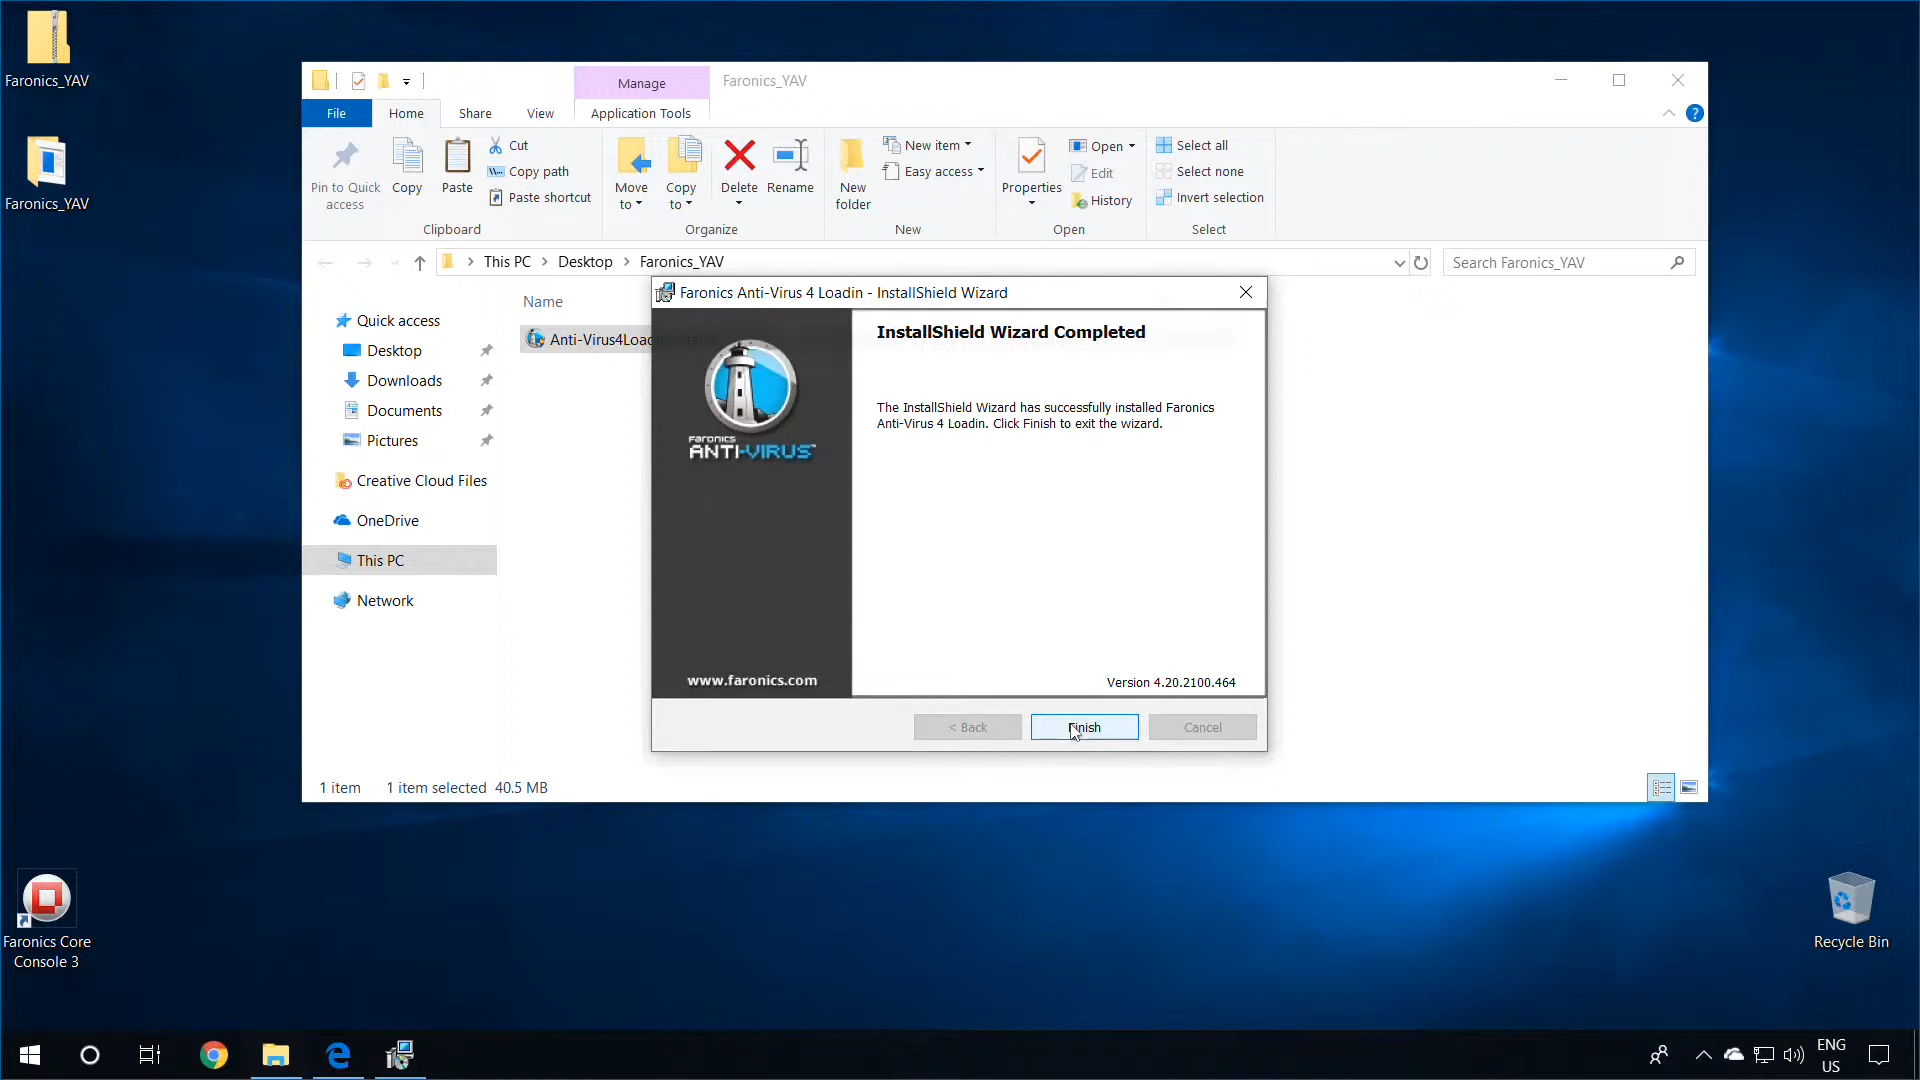 Faronics_YAV
Faronics_YAV
Faronics Core
Console 3
Recycle Bin
Manage
Faronics_YAV
File
Home
Share
View
Application Tools
Pin to Quick
access
Copy
Paste
Cut
Copy path
Paste shortcut
Clipboard
Move
to
Copy
to
Delete
Rename
Organize
New
folder
New item
Easy access
New
Properties
Open
Edit
History
Open
Select all
Select none
Invert selection
Select
This PC
Desktop
Faronics_YAV
Search Faronics_YAV
Quick access
Desktop
Downloads
Documents
Pictures
Creative Cloud Files
OneDrive
This PC
Network
Name
Faronics Anti-Virus 4 Loadin - InstallShield Wizard
FARONICS
ANTI-VIRUS™
www.faronics.com
InstallShield Wizard Completed
The InstallShield Wizard has successfully installed Faronics
Anti-Virus 4 Loadin. Click Finish to exit the wizard.
Version 4.20.2100.464
< Back
Finish
Cancel
1 item
1 item selected 40.5 MB
ENG
US